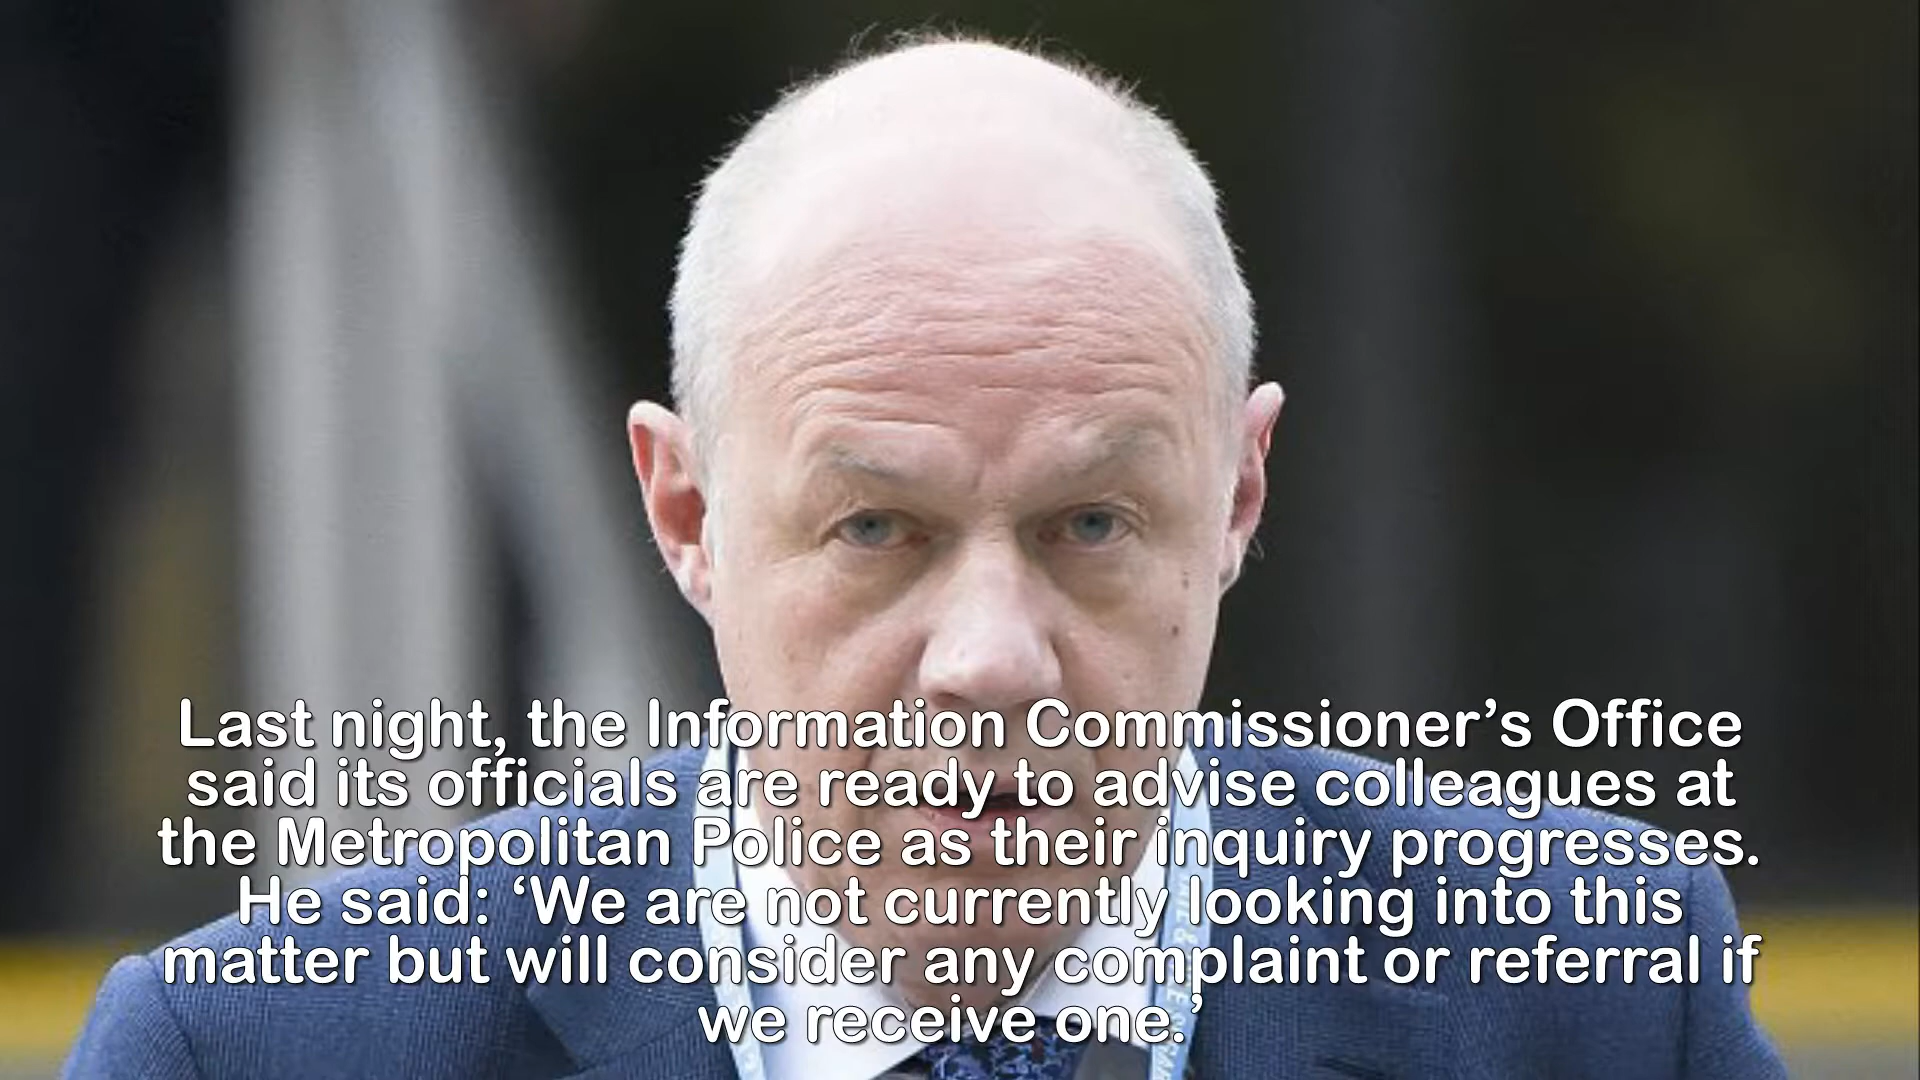 Last night, the Information Commissioner’s Office
said its officials are ready to advise colleagues at
the Metropolitan Police as their inquiry progresses.
He said: ‘We are not currently looking into this
matter but will consider any complaint or referral if
we receive one.’